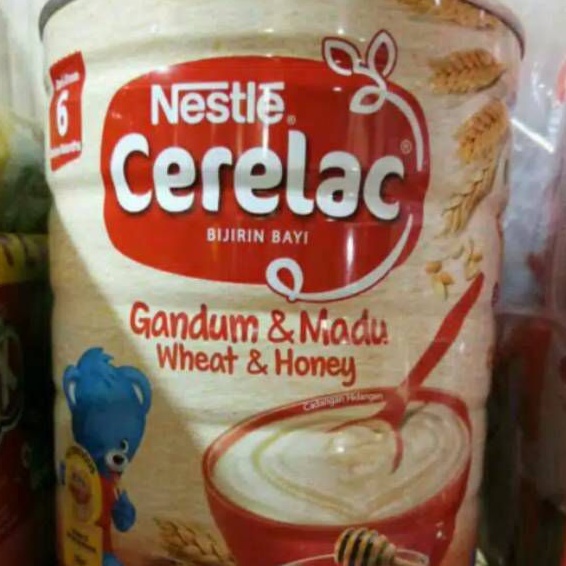 6
Nestlé®
Cerelac®
BIJIRIN BAYI
Gandum & Madu
Wheat & Honey
Cadangan Hidangan